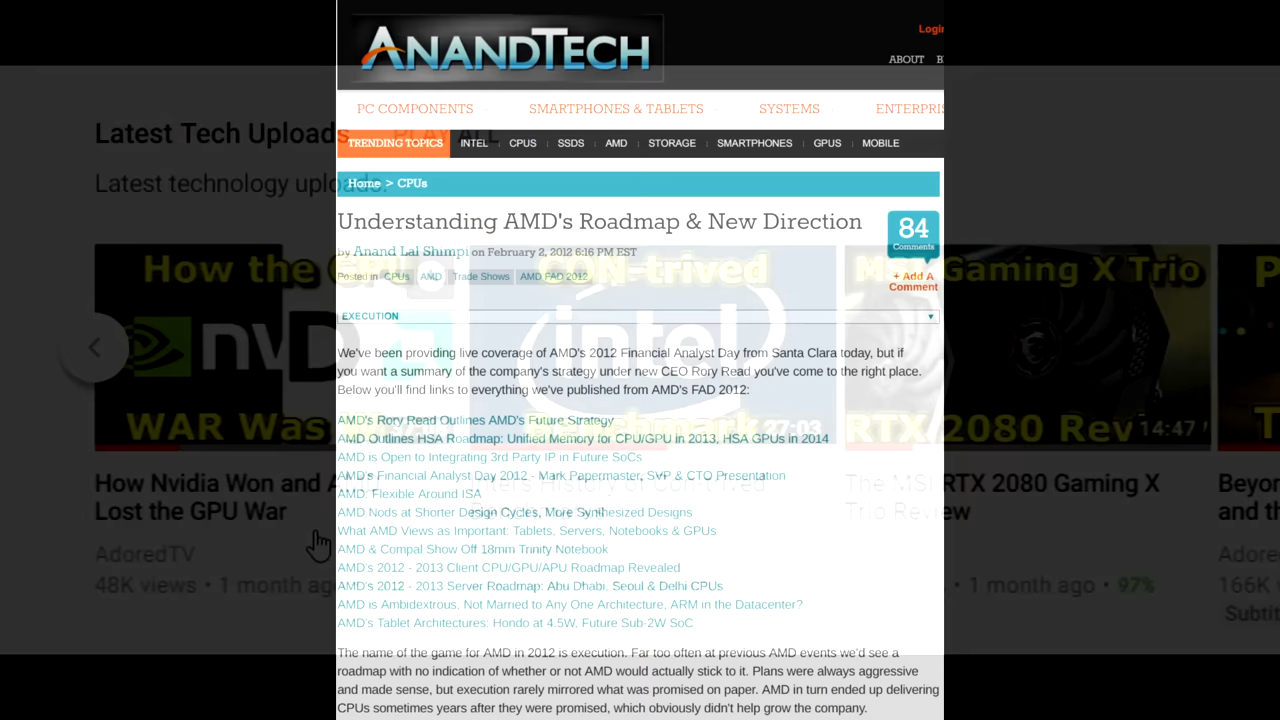 ANANDTECH
Login
ABOUT
PC COMPONENTS SMARTPHONES & TABLETS SYSTEMS ENTERPRIS
TRENDING TOPICS INTEL CPUS SSDS AMD STORAGE SMARTPHONES GPUS MOBILE
Home > CPUs
Understanding AMD's Roadmap & New Direction
84
Comments
by Anand Lal Shimpi on February 2, 2012 6:16 PM EST
Posted in CPUs AMD Trade Shows AMD FAD 2012
+ Add A
Comment
EXECUTION
We've been providing live coverage of AMD's 2012 Financial Analyst Day from Santa Clara today, but if
you want a summary of the company's strategy under new CEO Rory Read you've come to the right place.
Below you'll find links to everything we've published from AMD's FAD 2012:
AMD's Rory Read Outlines AMD's Future Strategy
AMD Outlines HSA Roadmap: Unified Memory for CPU/GPU in 2013, HSA GPUs in 2014
AMD is Open to Integrating 3rd Party IP in Future SoCs
AMD's Financial Analyst Day 2012 - Mark Papermaster, SVP & CTO Presentation
AMD: Flexible Around ISA
AMD Nods at Shorter Design Cycles, More Synthesized Designs
What AMD Views as Important: Tablets, Servers, Notebooks & GPUs
AMD & Compal Show Off 18mm Trinity Notebook
AMD's 2012 - 2013 Client CPU/GPU/APU Roadmap Revealed
AMD's 2012 - 2013 Server Roadmap: Abu Dhabi, Seoul & Delhi CPUs
AMD is Ambidextrous, Not Married to Any One Architecture, ARM in the Datacenter?
AMD's Tablet Architectures: Hondo at 4.5W, Future Sub-2W SoC
The name of the game for AMD in 2012 is execution. Far too often at previous AMD events we'd see a
roadmap with no indication of whether or not AMD would actually stick to it. Plans were always aggressive
and made sense, but execution rarely mirrored what was promised on paper. AMD in turn ended up delivering
CPUs sometimes years after they were promised, which obviously didn't help grow the company.
Latest Tech Uploads PLAY ALL
Latest technology uploads.
How the
nVID
WAR Was
How Nvidia Won and
Lost the GPU War
AdoredTV
48K views • 1 month ago
CON-trived
intel
27:03
Intel's History of Con-Trived
MSI Gaming X Trio
RTX 2080 Rev
14:47
The MSI RTX 2080 Gaming X
Trio Review
1 month ago • 97%
Beyon
and th
Adored
166K
Subtit